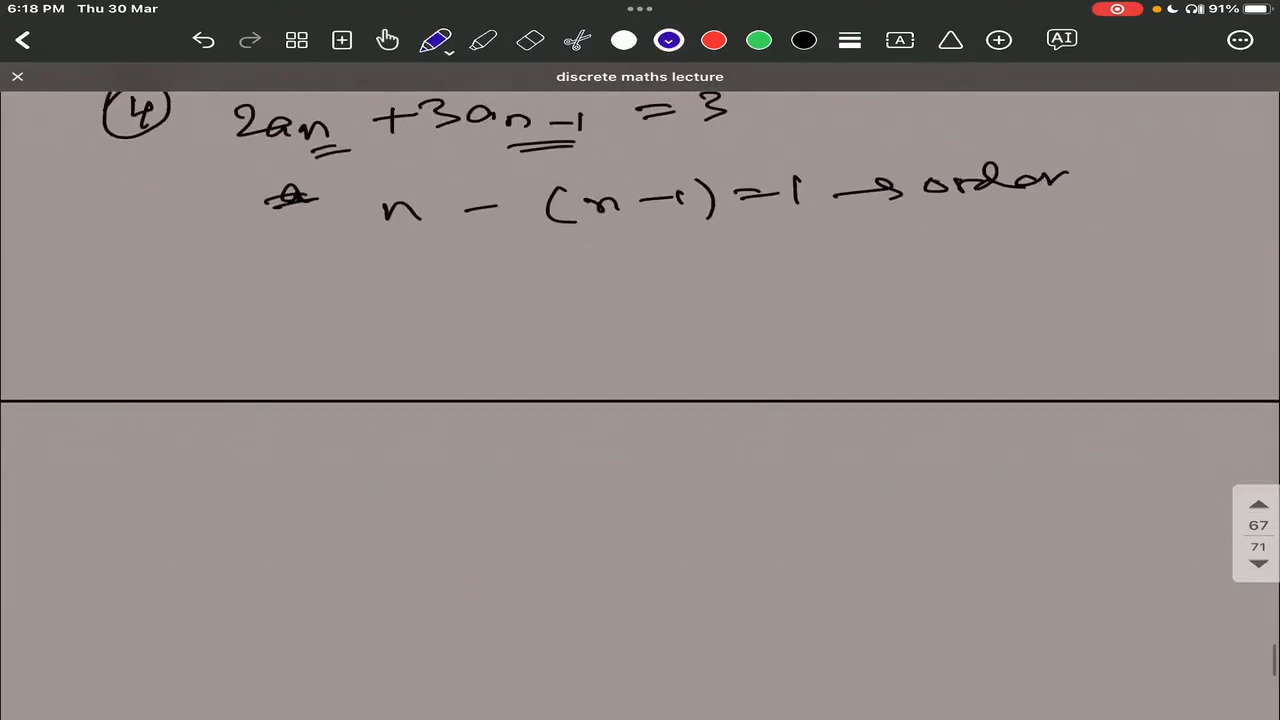 6:18 PM Thu 30 Mar 91%
A AI
discrete maths lecture
④ 2aₙ + 3aₙ₋₁ = 3
n - (n - 1) = 1 → order
67
71